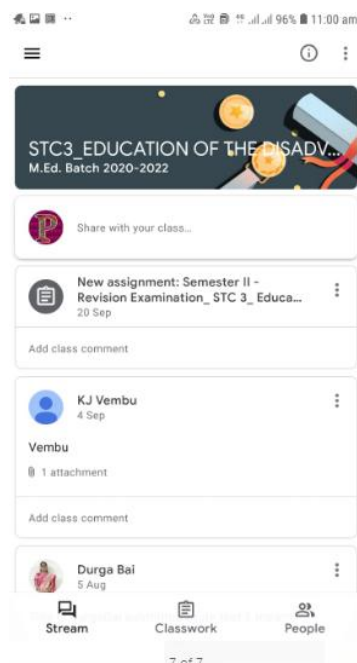 96% 11:00 am
STC3_EDUCATION OF THE DISADV...
M.Ed. Batch 2020-2022
P
Share with your class...
New assignment: Semester II -
Revision Examination_ STC 3_ Educa...
20 Sep
Add class comment
KJ Vembu
4 Sep
Vembu
1 attachment
Add class comment
Durga Bai
5 Aug
Stream Classwork People
7 of 7